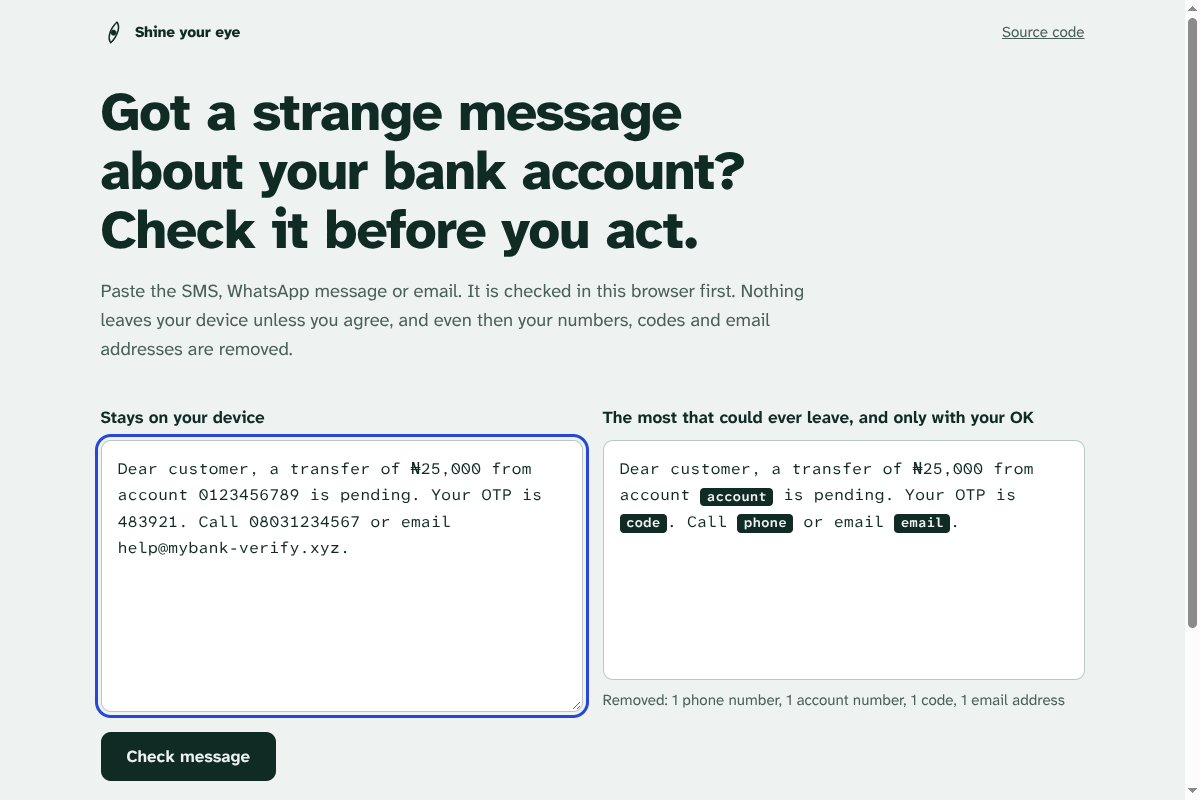 Shine your eye
Source code
Got a strange message
about your bank account?
Check it before you act.
Paste the SMS, WhatsApp message or email. It is checked in this browser first. Nothing
leaves your device unless you agree, and even then your numbers, codes and email
addresses are removed.
Stays on your device
Dear customer, a transfer of ₦25,000 from
account 0123456789 is pending. Your OTP is
483921. Call 08031234567 or email
help@mybank-verify.xyz.
The most that could ever leave, and only with your OK
Dear customer, a transfer of ₦25,000 from
account account is pending. Your OTP is
code. Call phone or email email.
Removed: 1 phone number, 1 account number, 1 code, 1 email address
Check message